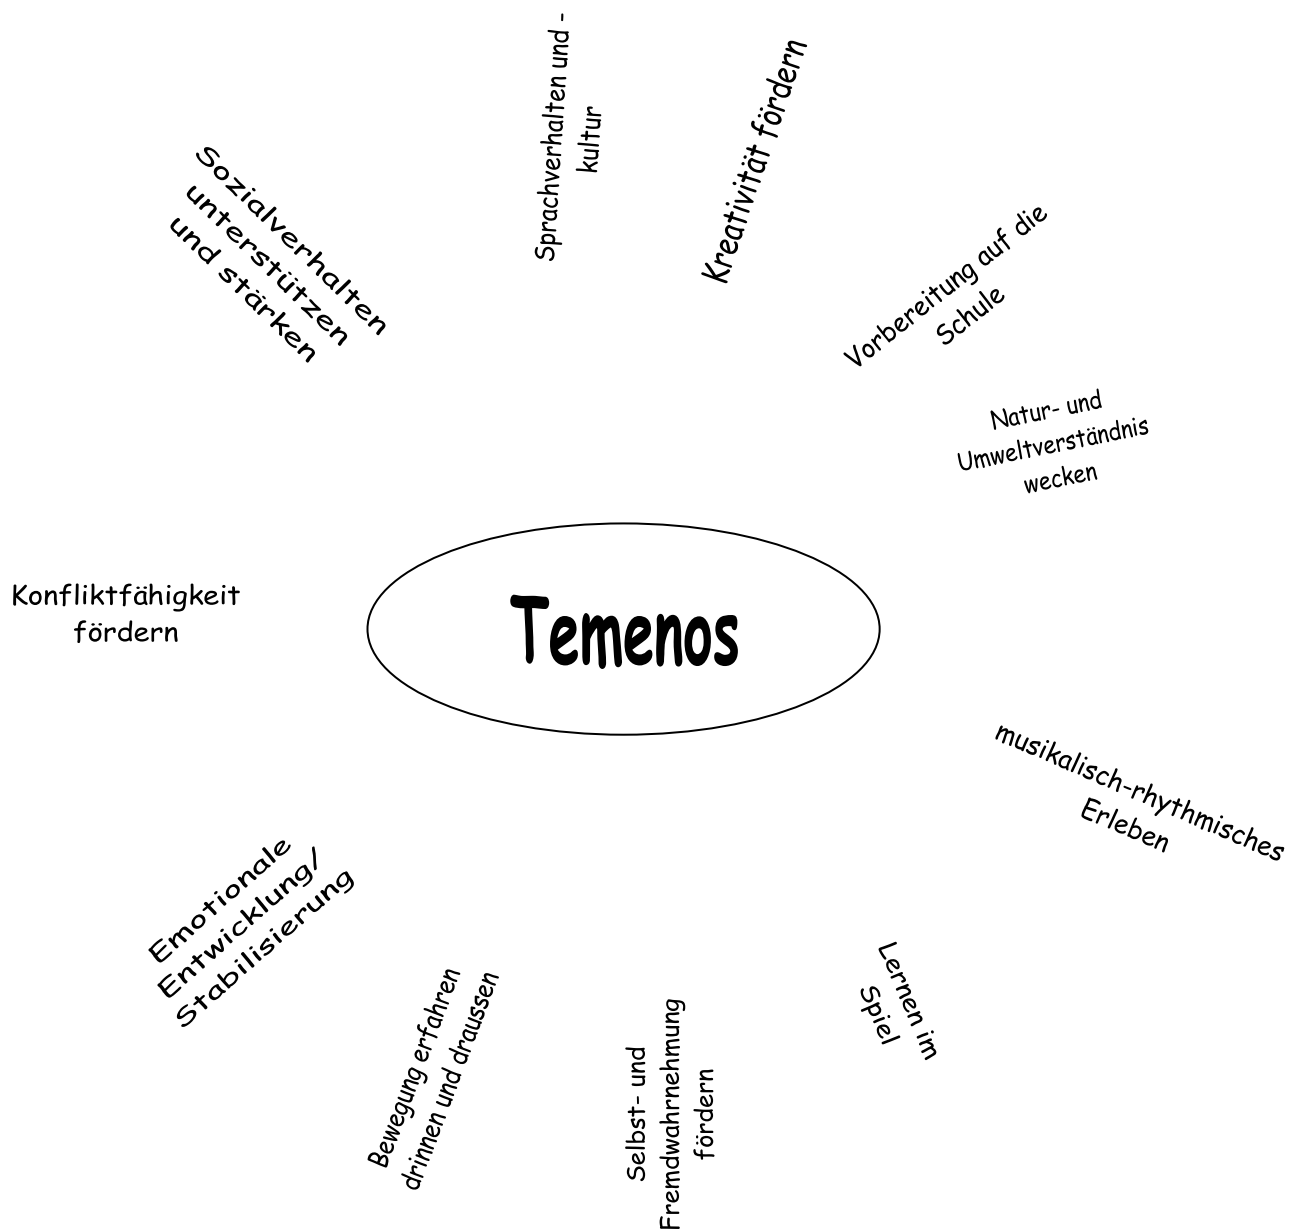 Sprachverhalten und -
kultur
Kreativität fördern
Sozialverhalten
unterstützen
und stärken
Vorbereitung auf die
Schule
Natur- und
Umweltverständnis
wecken
Konfliktfähigkeit
fördern
Temenos
musikalisch-rhythmisches
Erleben
Emotionale
Entwicklung/
Stabilisierung
Lernen im
Spiel
Bewegung erfahren
drinnen und draussen
Selbst- und
Fremdwahrnehmung
fördern